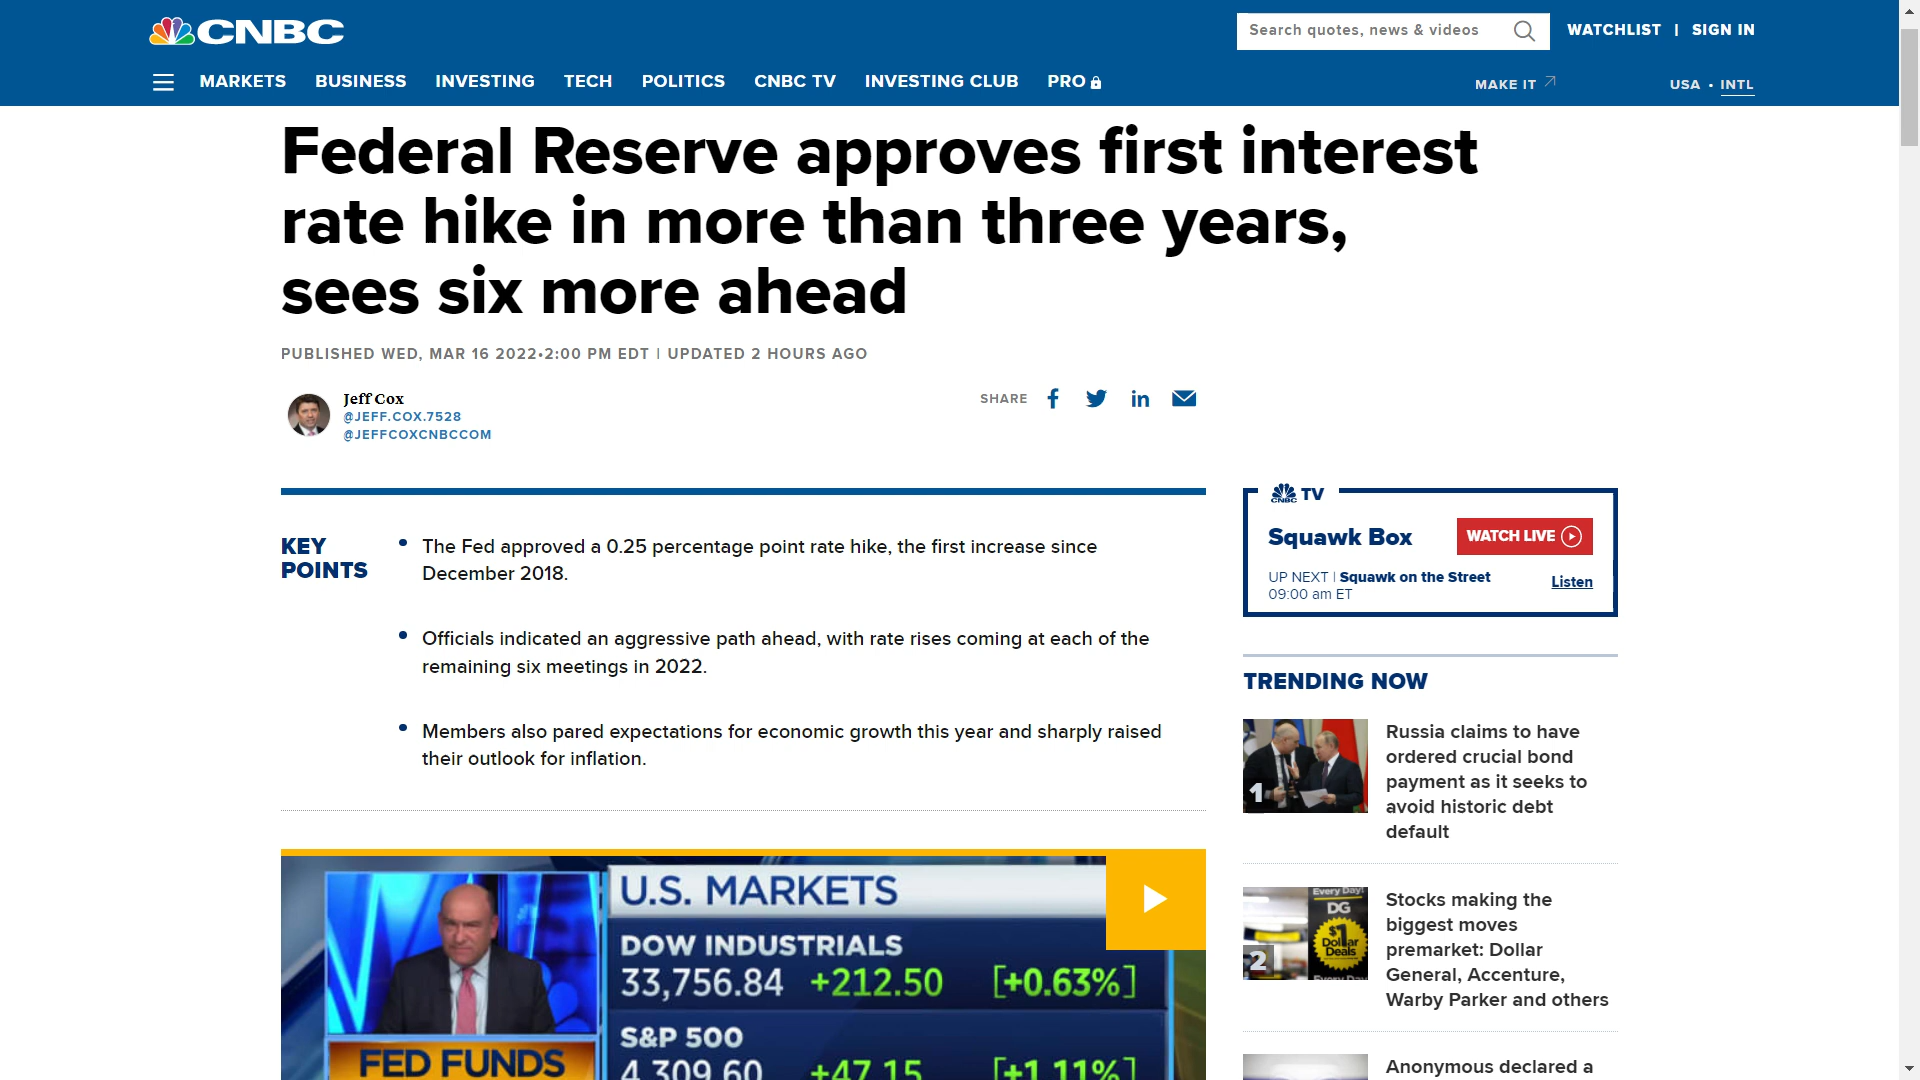 CNBC
Search quotes, news & videos
WATCHLIST | SIGN IN
MARKETS BUSINESS INVESTING TECH POLITICS CNBC TV INVESTING CLUB PRO
MAKE IT
USA • INTL
Federal Reserve approves first interest
rate hike in more than three years,
sees six more ahead
PUBLISHED WED, MAR 16 2022•2:00 PM EDT | UPDATED 2 HOURS AGO
Jeff Cox
@JEFF.COX.7528
@JEFFCOXCNBCCOM
SHARE
KEY
POINTS
The Fed approved a 0.25 percentage point rate hike, the first increase since
December 2018.
Officials indicated an aggressive path ahead, with rate rises coming at each of the
remaining six meetings in 2022.
Members also pared expectations for economic growth this year and sharply raised
their outlook for inflation.
U.S. MARKETS
DOW INDUSTRIALS
33,756.84 +212.50 [+0.63%]
S&P 500
4,309.60 +47.15 [+1.11%]
FED FUNDS
CNBC TV
Squawk Box
WATCH LIVE
UP NEXT | Squawk on the Street
09:00 am ET
Listen
TRENDING NOW
1
Russia claims to have
ordered crucial bond
payment as it seeks to
avoid historic debt
default
Every Day!
DG
$1
Dollar
Deals
Every Day
2
Stocks making the
biggest moves
premarket: Dollar
General, Accenture,
Warby Parker and others
Anonymous declared a